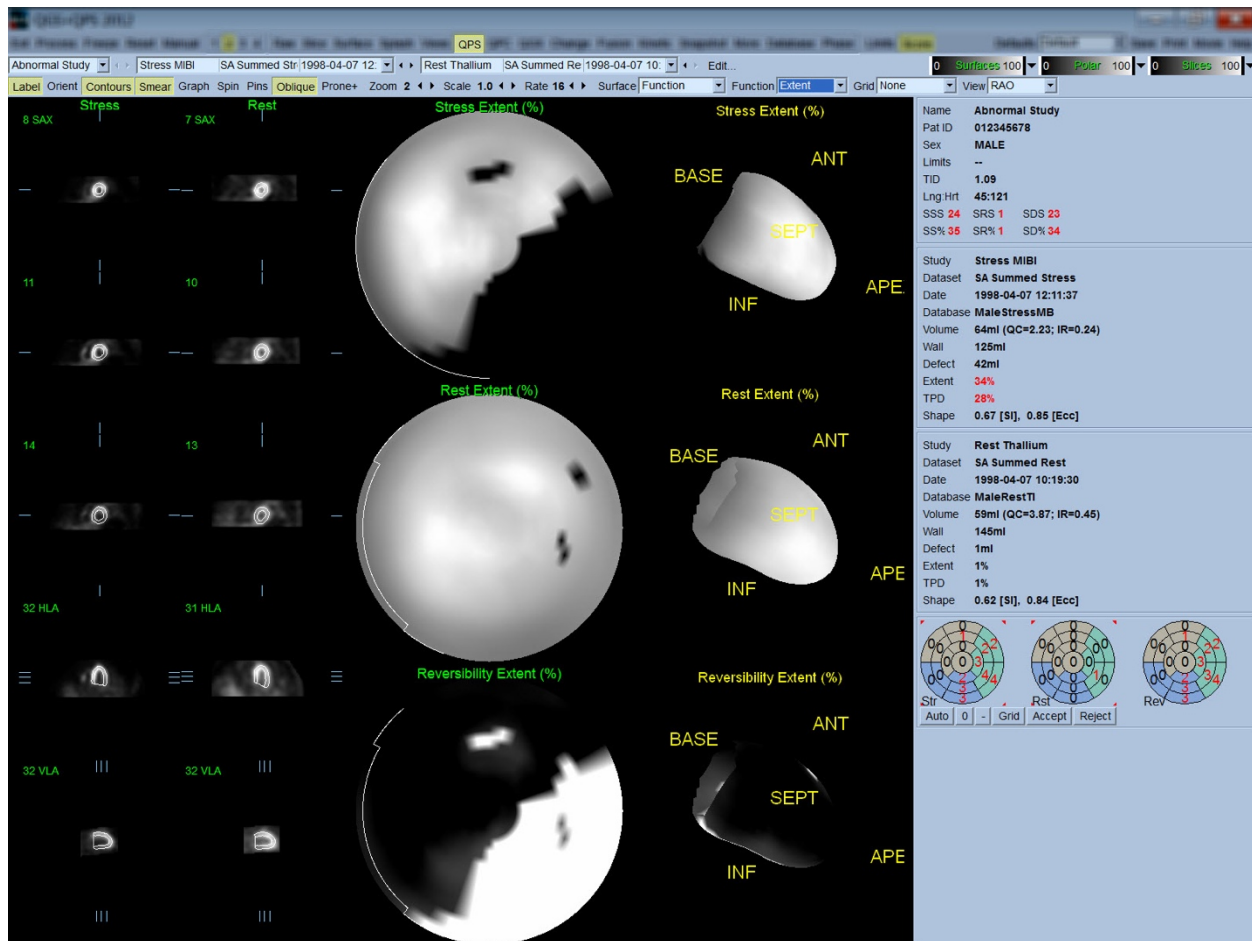 QGS+QPS 2012
QPS
Abnormal Study Stress MIBI SA Summed Str 1998-04-07 12: Rest Thallium SA Summed Re 1998-04-07 10: Edit... 0 Surfaces 100 0 Polar 100 0 Slices 100
Label Orient Contours Smear Graph Spin Pins Oblique Prone+ Zoom 2 Scale 1.0 Rate 16 Surface Function Function Extent Grid None View RAO
Stress Rest
8 SAX 7 SAX
11 10
14 13
32 HLA 31 HLA
32 VLA 32 VLA
Stress Extent (%)
Rest Extent (%)
Reversibility Extent (%)
Stress Extent (%)
ANT
BASE
SEPT
APE
INF
Rest Extent (%)
ANT
BASE
SEPT
APE
INF
Reversibility Extent (%)
ANT
BASE
SEPT
APE
INF
Name Abnormal Study
Pat ID 012345678
Sex MALE
Limits --
TID 1.09
Lng:Hrt 45:121
SSS 24 SRS 1 SDS 23
SS% 35 SR% 1 SD% 34
Study Stress MIBI
Dataset SA Summed Stress
Date 1998-04-07 12:11:37
Database MaleStressMB
Volume 64ml (QC=2.23; IR=0.24)
Wall 125ml
Defect 42ml
Extent 34%
TPD 28%
Shape 0.67 [SI], 0.85 [Ecc]
Study Rest Thallium
Dataset SA Summed Rest
Date 1998-04-07 10:19:30
Database MaleRestTl
Volume 59ml (QC=3.87; IR=0.45)
Wall 145ml
Defect 1ml
Extent 1%
TPD 1%
Shape 0.62 [SI], 0.84 [Ecc]
Str Rst Rev
Auto 0 - Grid Accept Reject